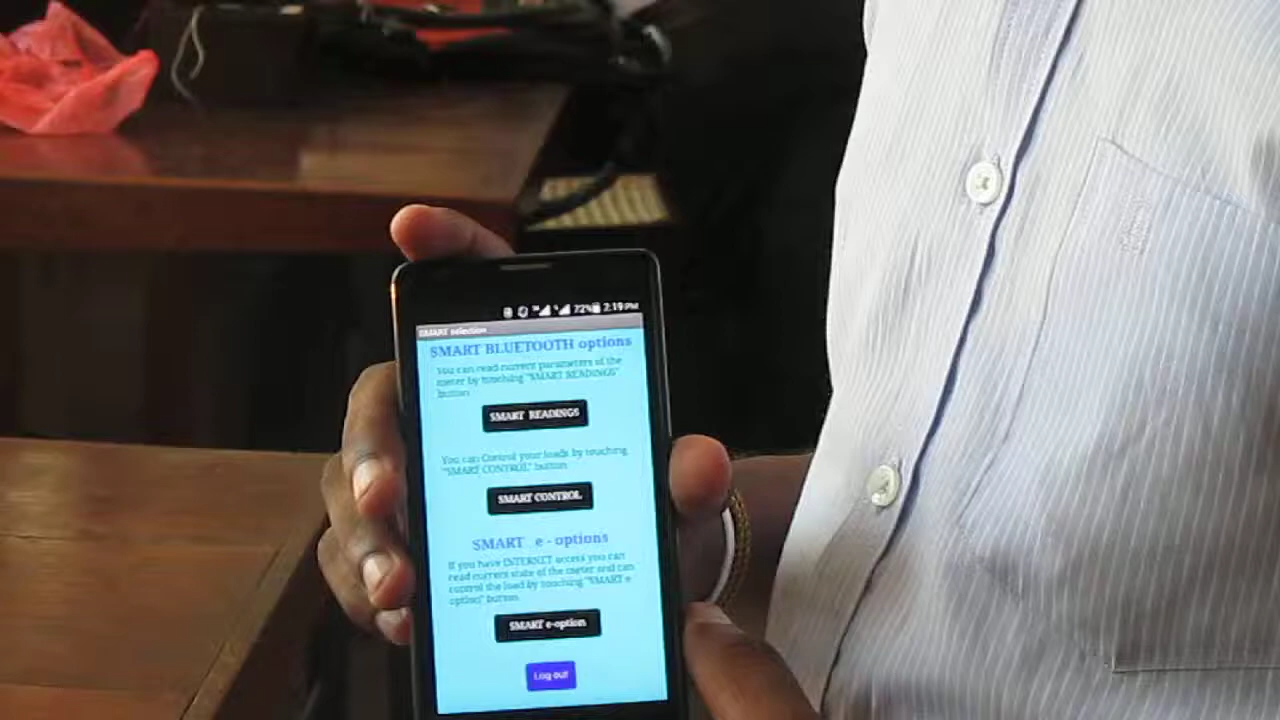 72% 2:19 PM
SMART selection
SMART BLUETOOTH options
You can read current parameters of the
meter by touching "SMART READINGS"
button
SMART READINGS
You can Control your loads by touching
"SMART CONTROL" button
SMART CONTROL
SMART e - options
If you have INTERNET access you can
read current state of the meter and can
control the load by touching "SMART e
option" button
SMART e-option
Log out